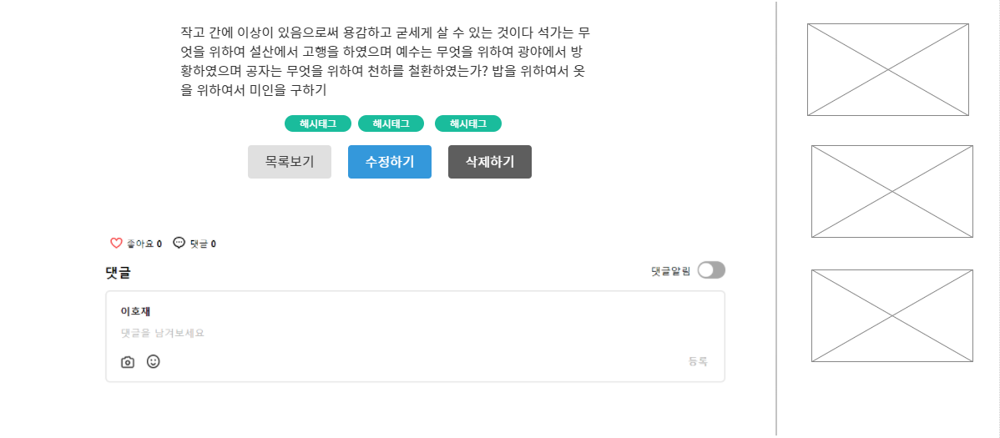 작고 간에 이상이 있음으로써 용감하고 굳세게 살 수 있는 것이다 석가는 무
엇을 위하여 설산에서 고행을 하였으며 예수는 무엇을 위하여 광야에서 방
황하였으며 공자는 무엇을 위하여 천하를 철환하였는가? 밥을 위하여서 옷
을 위하여서 미인을 구하기
해시태그 해시태그 해시태그
목록보기 수정하기 삭제하기
좋아요 0 댓글 0
댓글 댓글알림
이호재
댓글을 남겨보세요
등록